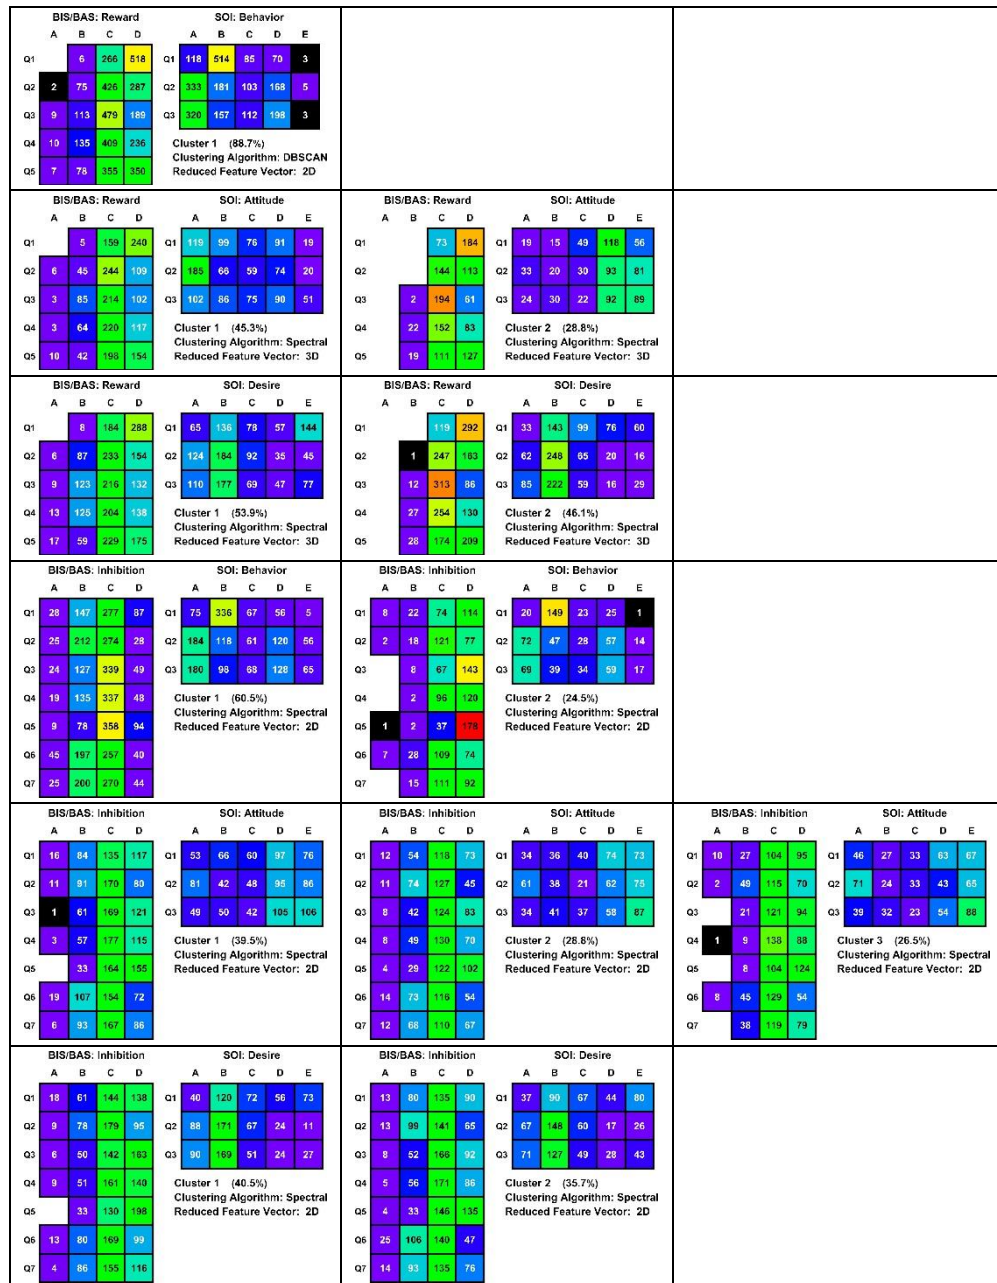 BIS/BAS: Reward SOI: Behavior
A B C D A B C D E
Q1 6 266 518 Q1 118 514 85 70 3
Q2 2 75 426 287 Q2 333 181 103 168 5
Q3 9 113 479 189 Q3 320 157 112 198 3
Q4 10 135 409 236 Cluster 1 (88.7%)
Clustering Algorithm: DBSCAN
Q5 7 78 355 350 Reduced Feature Vector: 2D
BIS/BAS: Reward SOI: Attitude
A B C D A B C D E
Q1 5 159 240 Q1 119 99 76 91 19
Q2 6 45 244 109 Q2 185 66 59 74 20
Q3 3 85 214 102 Q3 102 86 75 90 51
Q4 3 64 220 117 Cluster 1 (45.3%)
Clustering Algorithm: Spectral
Q5 10 42 198 154 Reduced Feature Vector: 3D
BIS/BAS: Reward SOI: Attitude
A B C D A B C D E
Q1 73 184 Q1 19 15 49 118 56
Q2 144 113 Q2 33 20 30 93 81
Q3 2 194 61 Q3 24 30 22 92 89
Q4 22 152 83 Cluster 2 (28.8%)
Clustering Algorithm: Spectral
Q5 19 111 127 Reduced Feature Vector: 3D
BIS/BAS: Reward SOI: Desire
A B C D A B C D E
Q1 8 184 288 Q1 65 136 78 57 144
Q2 6 87 233 154 Q2 124 184 92 35 45
Q3 9 123 216 132 Q3 110 177 69 47 77
Q4 13 125 204 138 Cluster 1 (53.9%)
Clustering Algorithm: Spectral
Q5 17 59 229 175 Reduced Feature Vector: 3D
BIS/BAS: Reward SOI: Desire
A B C D A B C D E
Q1 119 292 Q1 33 143 99 76 60
Q2 1 247 163 Q2 62 248 65 20 16
Q3 12 313 86 Q3 85 222 59 16 29
Q4 27 254 130 Cluster 2 (46.1%)
Clustering Algorithm: Spectral
Q5 28 174 209 Reduced Feature Vector: 3D
BIS/BAS: Inhibition SOI: Behavior
A B C D A B C D E
Q1 28 147 277 87 Q1 75 336 67 56 5
Q2 25 212 274 28 Q2 184 118 61 120 56
Q3 24 127 339 49 Q3 180 98 68 128 65
Q4 19 135 337 48 Cluster 1 (60.5%)
Clustering Algorithm: Spectral
Q5 9 78 358 94 Reduced Feature Vector: 2D
Q6 45 197 257 40
Q7 25 200 270 44
BIS/BAS: Inhibition SOI: Behavior
A B C D A B C D E
Q1 8 22 74 114 Q1 20 149 23 25 1
Q2 2 18 121 77 Q2 72 47 28 57 14
Q3 8 67 143 Q3 69 39 34 59 17
Q4 2 96 120 Cluster 2 (24.5%)
Clustering Algorithm: Spectral
Q5 1 2 37 178 Reduced Feature Vector: 2D
Q6 7 28 109 74
Q7 15 111 92
BIS/BAS: Inhibition SOI: Attitude
A B C D A B C D E
Q1 16 84 135 117 Q1 53 66 60 97 76
Q2 11 91 170 80 Q2 81 42 48 95 86
Q3 1 61 169 121 Q3 49 50 42 105 106
Q4 3 57 177 115 Cluster 1 (39.5%)
Clustering Algorithm: Spectral
Q5 33 164 155 Reduced Feature Vector: 2D
Q6 19 107 154 72
Q7 6 93 167 86
BIS/BAS: Inhibition SOI: Attitude
A B C D A B C D E
Q1 12 54 118 73 Q1 34 36 40 74 73
Q2 11 74 127 45 Q2 61 38 21 62 75
Q3 8 42 124 83 Q3 34 41 37 58 87
Q4 8 49 130 70 Cluster 2 (28.8%)
Clustering Algorithm: Spectral
Q5 4 29 122 102 Reduced Feature Vector: 2D
Q6 14 73 116 54
Q7 12 68 110 67
BIS/BAS: Inhibition SOI: Attitude
A B C D A B C D E
Q1 10 27 104 95 Q1 46 27 33 63 67
Q2 2 49 115 70 Q2 71 24 33 43 65
Q3 21 121 94 Q3 39 32 23 54 88
Q4 1 9 138 88 Cluster 3 (26.5%)
Clustering Algorithm: Spectral
Q5 8 104 124 Reduced Feature Vector: 2D
Q6 8 45 129 54
Q7 38 119 79
BIS/BAS: Inhibition SOI: Desire
A B C D A B C D E
Q1 18 61 144 138 Q1 40 120 72 56 73
Q2 9 78 179 95 Q2 88 171 67 24 11
Q3 6 50 142 163 Q3 90 169 51 24 27
Q4 9 51 161 140 Cluster 1 (40.5%)
Clustering Algorithm: Spectral
Q5 33 130 198 Reduced Feature Vector: 2D
Q6 13 80 169 99
Q7 4 86 155 116
BIS/BAS: Inhibition SOI: Desire
A B C D A B C D E
Q1 13 80 135 90 Q1 37 90 67 44 80
Q2 13 99 141 65 Q2 67 148 60 17 26
Q3 8 52 166 92 Q3 71 127 49 28 43
Q4 5 56 171 86 Cluster 2 (35.7%)
Clustering Algorithm: Spectral
Q5 4 33 146 135 Reduced Feature Vector: 2D
Q6 25 106 140 47
Q7 14 93 135 76